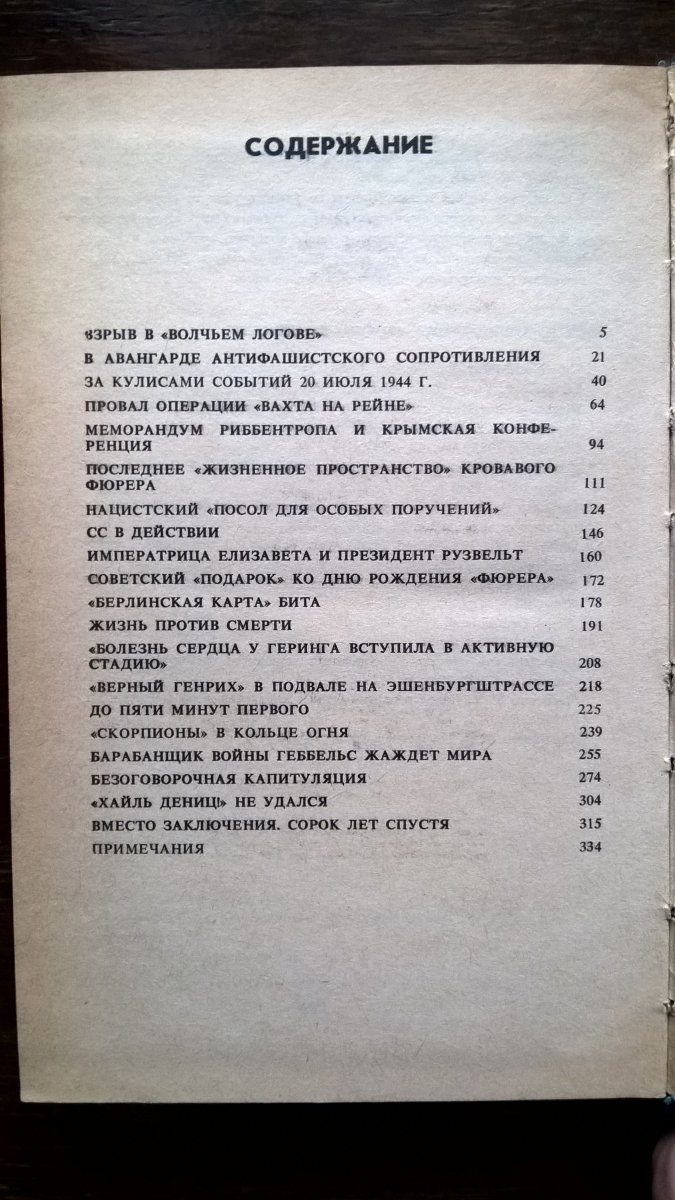 СОДЕРЖАНИЕ
ВЗРЫВ В «ВОЛЧЬЕМ ЛОГОВЕ» 5
В АВАНГАРДЕ АНТИФАШИСТСКОГО СОПРОТИВЛЕНИЯ 21
ЗА КУЛИСАМИ СОБЫТИЙ 20 ИЮЛЯ 1944 Г. 40
ПРОВАЛ ОПЕРАЦИИ «ВАХТА НА РЕЙНЕ» 64
МЕМОРАНДУМ РИББЕНТРОПА И КРЫМСКАЯ КОНФЕ-
РЕНЦИЯ 94
ПОСЛЕДНЕЕ «ЖИЗНЕННОЕ ПРОСТРАНСТВО» КРОВАВОГО
ФЮРЕРА 111
НАЦИСТСКИЙ «ПОСОЛ ДЛЯ ОСОБЫХ ПОРУЧЕНИЙ» 124
СС В ДЕЙСТВИИ 146
ИМПЕРАТРИЦА ЕЛИЗАВЕТА И ПРЕЗИДЕНТ РУЗВЕЛЬТ 160
СОВЕТСКИЙ «ПОДАРОК» КО ДНЮ РОЖДЕНИЯ «ФЮРЕРА» 172
«БЕРЛИНСКАЯ КАРТА» БИТА 178
ЖИЗНЬ ПРОТИВ СМЕРТИ 191
«БОЛЕЗНЬ СЕРДЦА У ГЕРИНГА ВСТУПИЛА В АКТИВНУЮ
СТАДИЮ» 208
«ВЕРНЫЙ ГЕНРИХ» В ПОДВАЛЕ НА ЭШЕНБУРГШТРАССЕ 218
ДО ПЯТИ МИНУТ ПЕРВОГО 225
«СКОРПИОНЫ» В КОЛЬЦЕ ОГНЯ 239
БАРАБАНЩИК ВОЙНЫ ГЕББЕЛЬС ЖАЖДЕТ МИРА 255
БЕЗОГОВОРОЧНАЯ КАПИТУЛЯЦИЯ 274
«ХАЙЛЬ ДЕНИЦ!» НЕ УДАЛСЯ 304
ВМЕСТО ЗАКЛЮЧЕНИЯ. СОРОК ЛЕТ СПУСТЯ 315
ПРИМЕЧАНИЯ 334